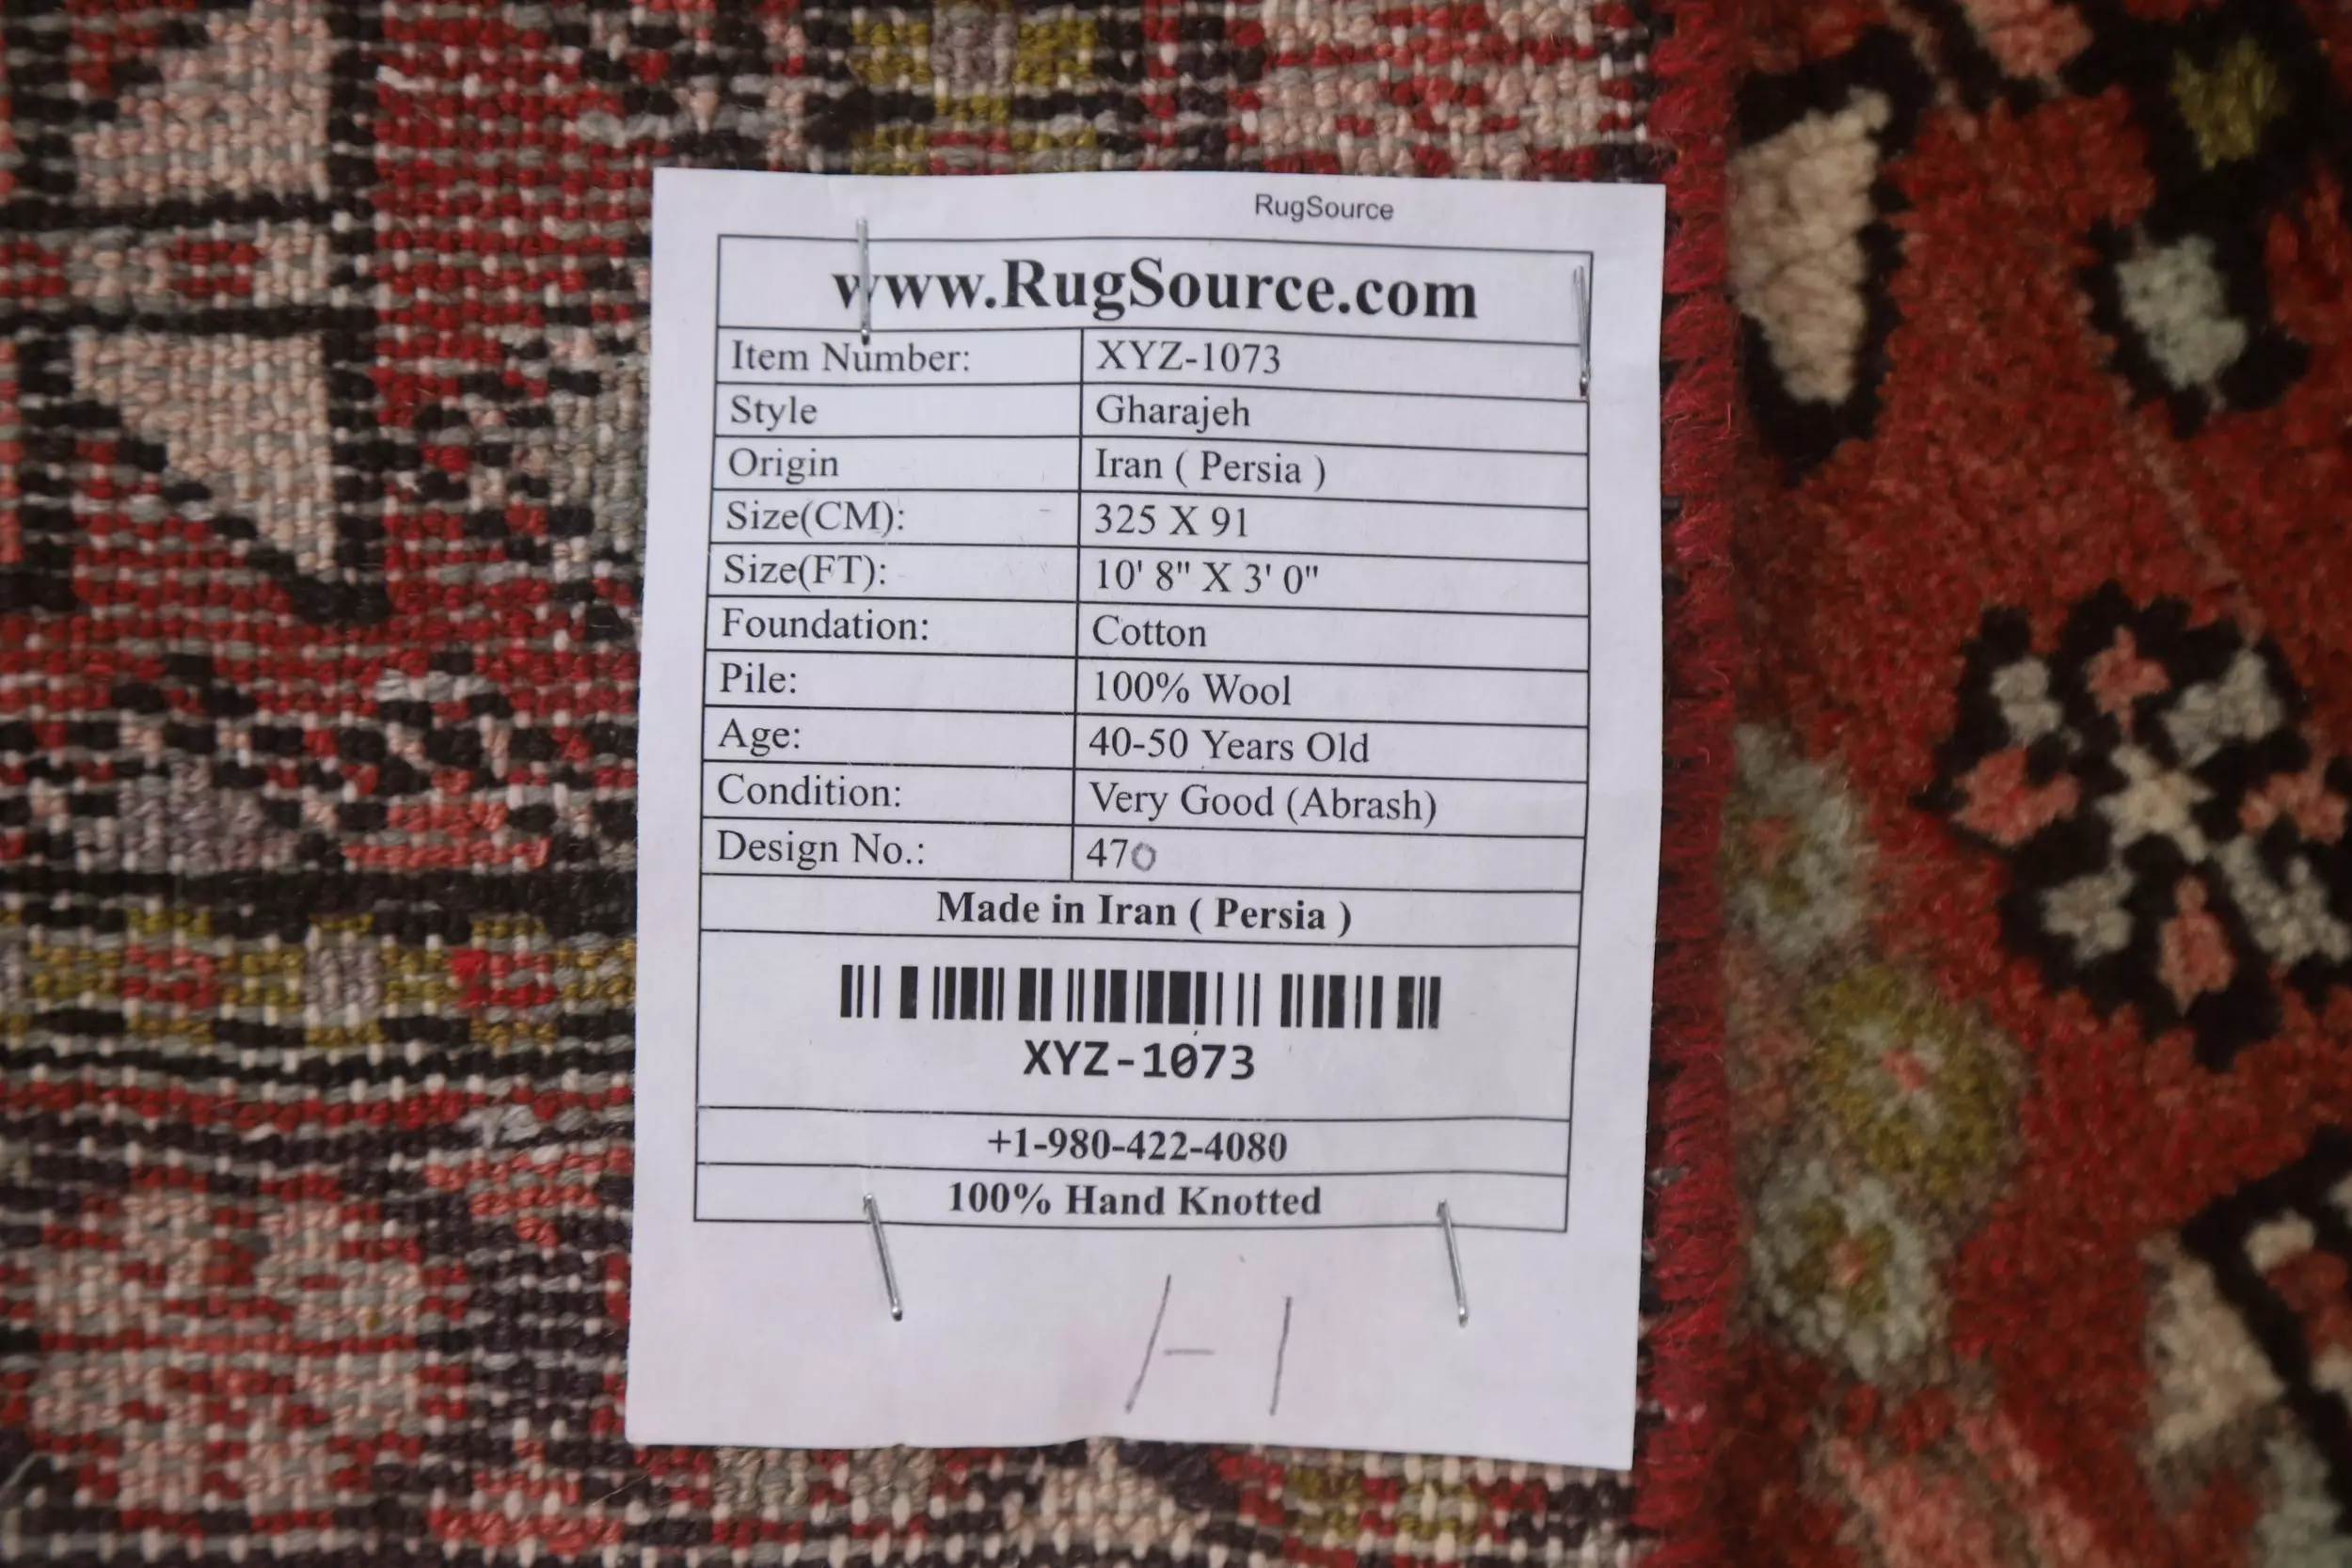 RugSource
www.RugSource.com
Item Number: XYZ-1073
Style Gharajeh
Origin Iran ( Persia )
Size(CM): 325 X 91
Size(FT): 10' 8" X 3' 0"
Foundation: Cotton
Pile: 100% Wool
Age: 40-50 Years Old
Condition: Very Good (Abrash)
Design No.: 470
Made in Iran ( Persia )
XYZ-1073
+1-980-422-4080
100% Hand Knotted
1-1